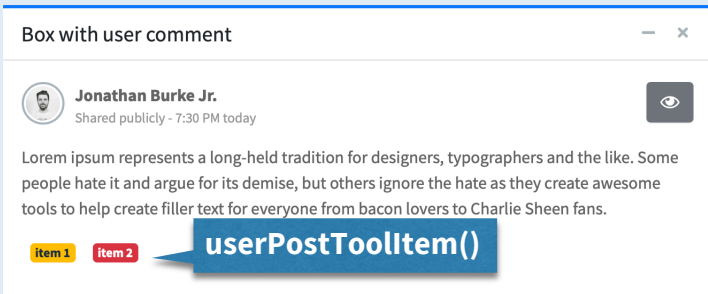 Box with user comment
Jonathan Burke Jr.
Shared publicly - 7:30 PM today
Lorem ipsum represents a long-held tradition for designers, typographers and the like. Some
people hate it and argue for its demise, but others ignore the hate as they create awesome
tools to help create filler text for everyone from bacon lovers to Charlie Sheen fans.
item 1 item 2
userPostToolItem()